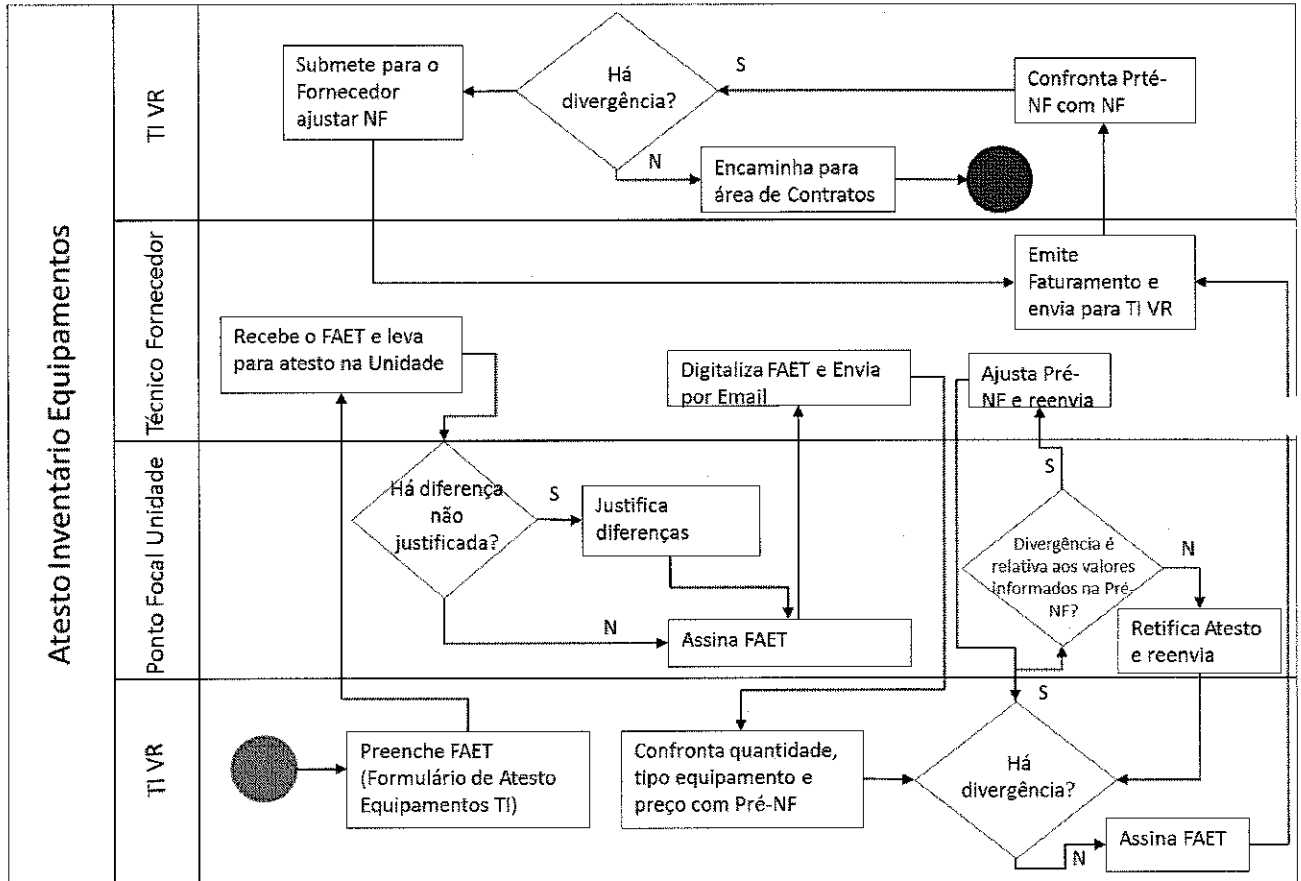 Atesto Inventário Equipamentos
TI VR
Submete para o
Fornecedor
ajustar NF
Há
divergência?
S
N
Confronta Prté-
NF com NF
Encaminha para
área de Contratos
Técnico Fornecedor
Emite
Faturamento e
envia para TI VR
Recebe o FAET e leva
para atesto na Unidade
Digitaliza FAET e Envia
por Email
Ajusta Pré-
NF e reenvia
Ponto Focal Unidade
Há diferença
não
justificada?
S
N
Justifica
diferenças
Assina FAET
S
Divergência é
relativa aos valores
informados na Pré-
NF?
N
Retifica Atesto
e reenvia
TI VR
Preenche FAET
(Formulário de Atesto
Equipamentos TI)
Confronta quantidade,
tipo equipamento e
preço com Pré-NF
S
Há
divergência?
N
Assina FAET